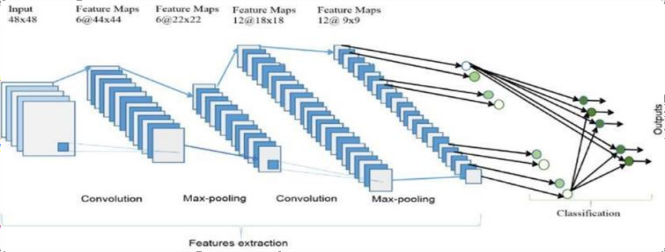 Input
48x48
Feature Maps
6@44x44
Feature Maps
6@22x22
Feature Maps
12@18x18
Feature Maps
12@ 9x9
Outputs
Convolution
Max-pooling
Convolution
Max-pooling
Classification
Features extraction